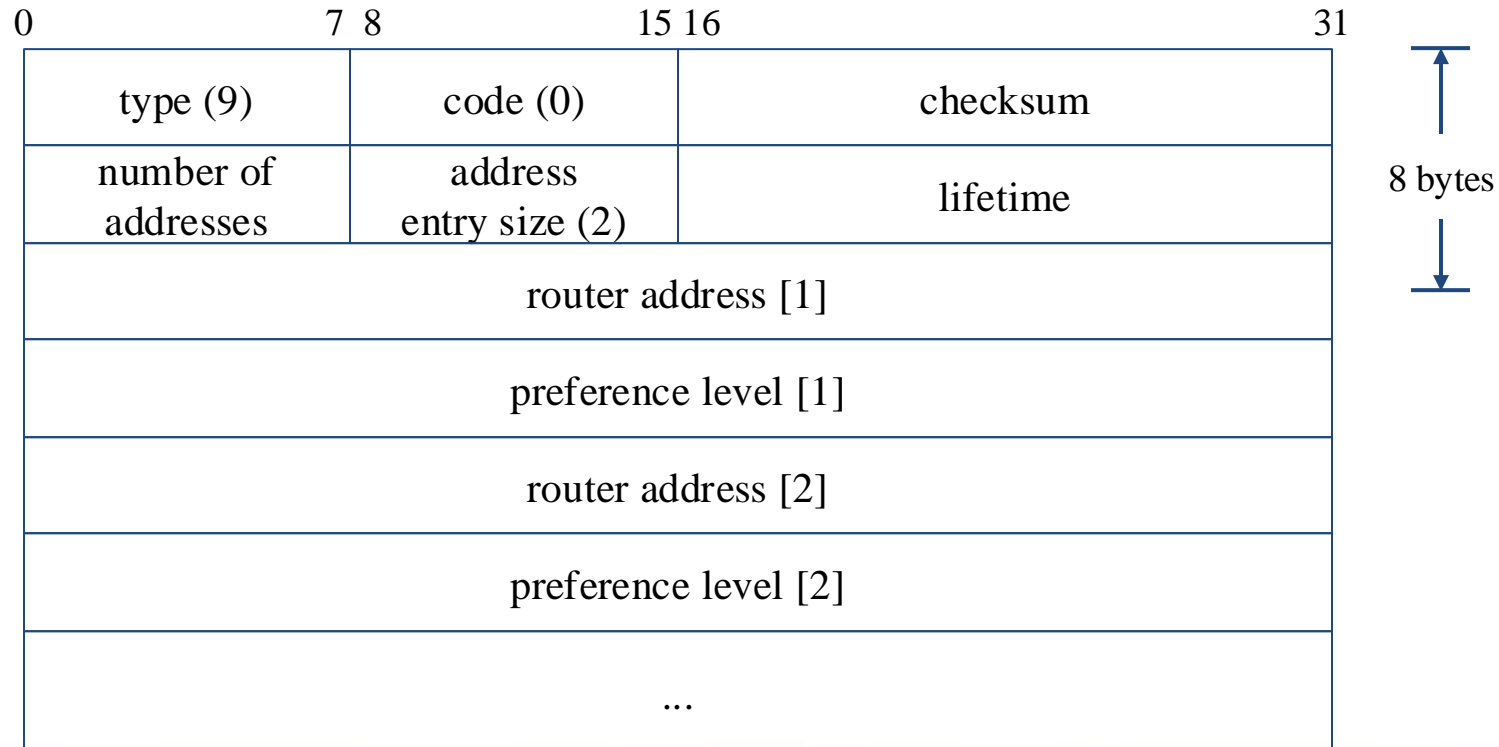 0 7 8 15 16 31
type (9) code (0) checksum
number of addresses
address entry size (2)
lifetime
8 bytes
router address [1]
preference level [1]
router address [2]
preference level [2]
...